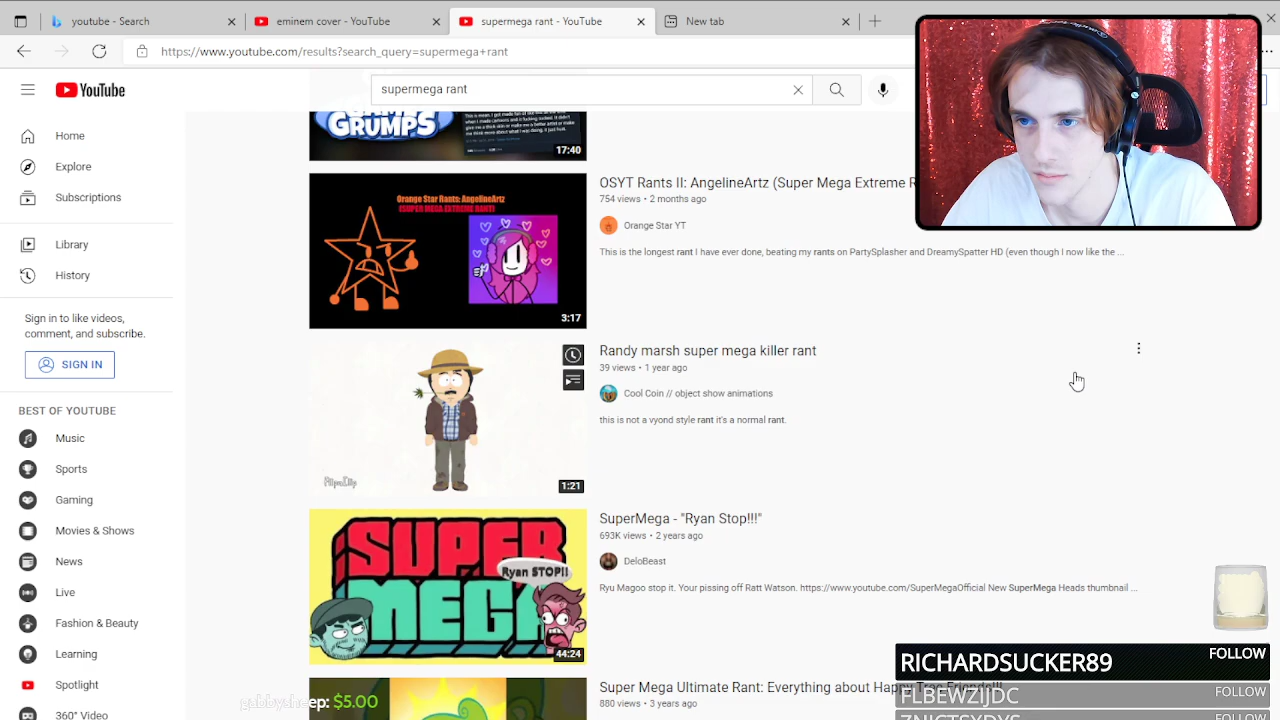 youtube - Search
eminem cover - YouTube
supermega rant - YouTube
New tab
https://www.youtube.com/results?search_query=supermega+rant
YouTube
supermega rant
Home
Explore
Subscriptions
Library
History
Sign in to like videos,
comment, and subscribe.
SIGN IN
BEST OF YOUTUBE
Music
Sports
Gaming
Movies & Shows
News
Live
Fashion & Beauty
Learning
Spotlight
360° Video
GRUMPS
17:40
Orange Star Rants: AngelineArtz
(SUPER MEGA EXTREME RANT)
3:17
OSYT Rants II: AngelineArtz (Super Mega Extreme R
754 views • 2 months ago
Orange Star YT
This is the longest rant I have ever done, beating my rants on PartySplasher and DreamySpatter HD (even though I now like the ...
1:21
Randy marsh super mega killer rant
39 views • 1 year ago
Cool Coin // object show animations
this is not a vyond style rant it's a normal rant.
SUPER
MEGA
Ryan STOP!!
44:24
SuperMega - "Ryan Stop!!!"
693K views • 2 years ago
DeloBeast
Ryu Magoo stop it. Your pissing off Ratt Watson. https://www.youtube.com/SuperMegaOfficial New SuperMega Heads thumbnail ...
Super Mega Ultimate Rant: Everything about Happy Tree Friends!!!
880 views • 3 years ago
gabbysheep: $5.00
RICHARDSUCKER89 FOLLOW
FLBEWZIJDC FOLLOW